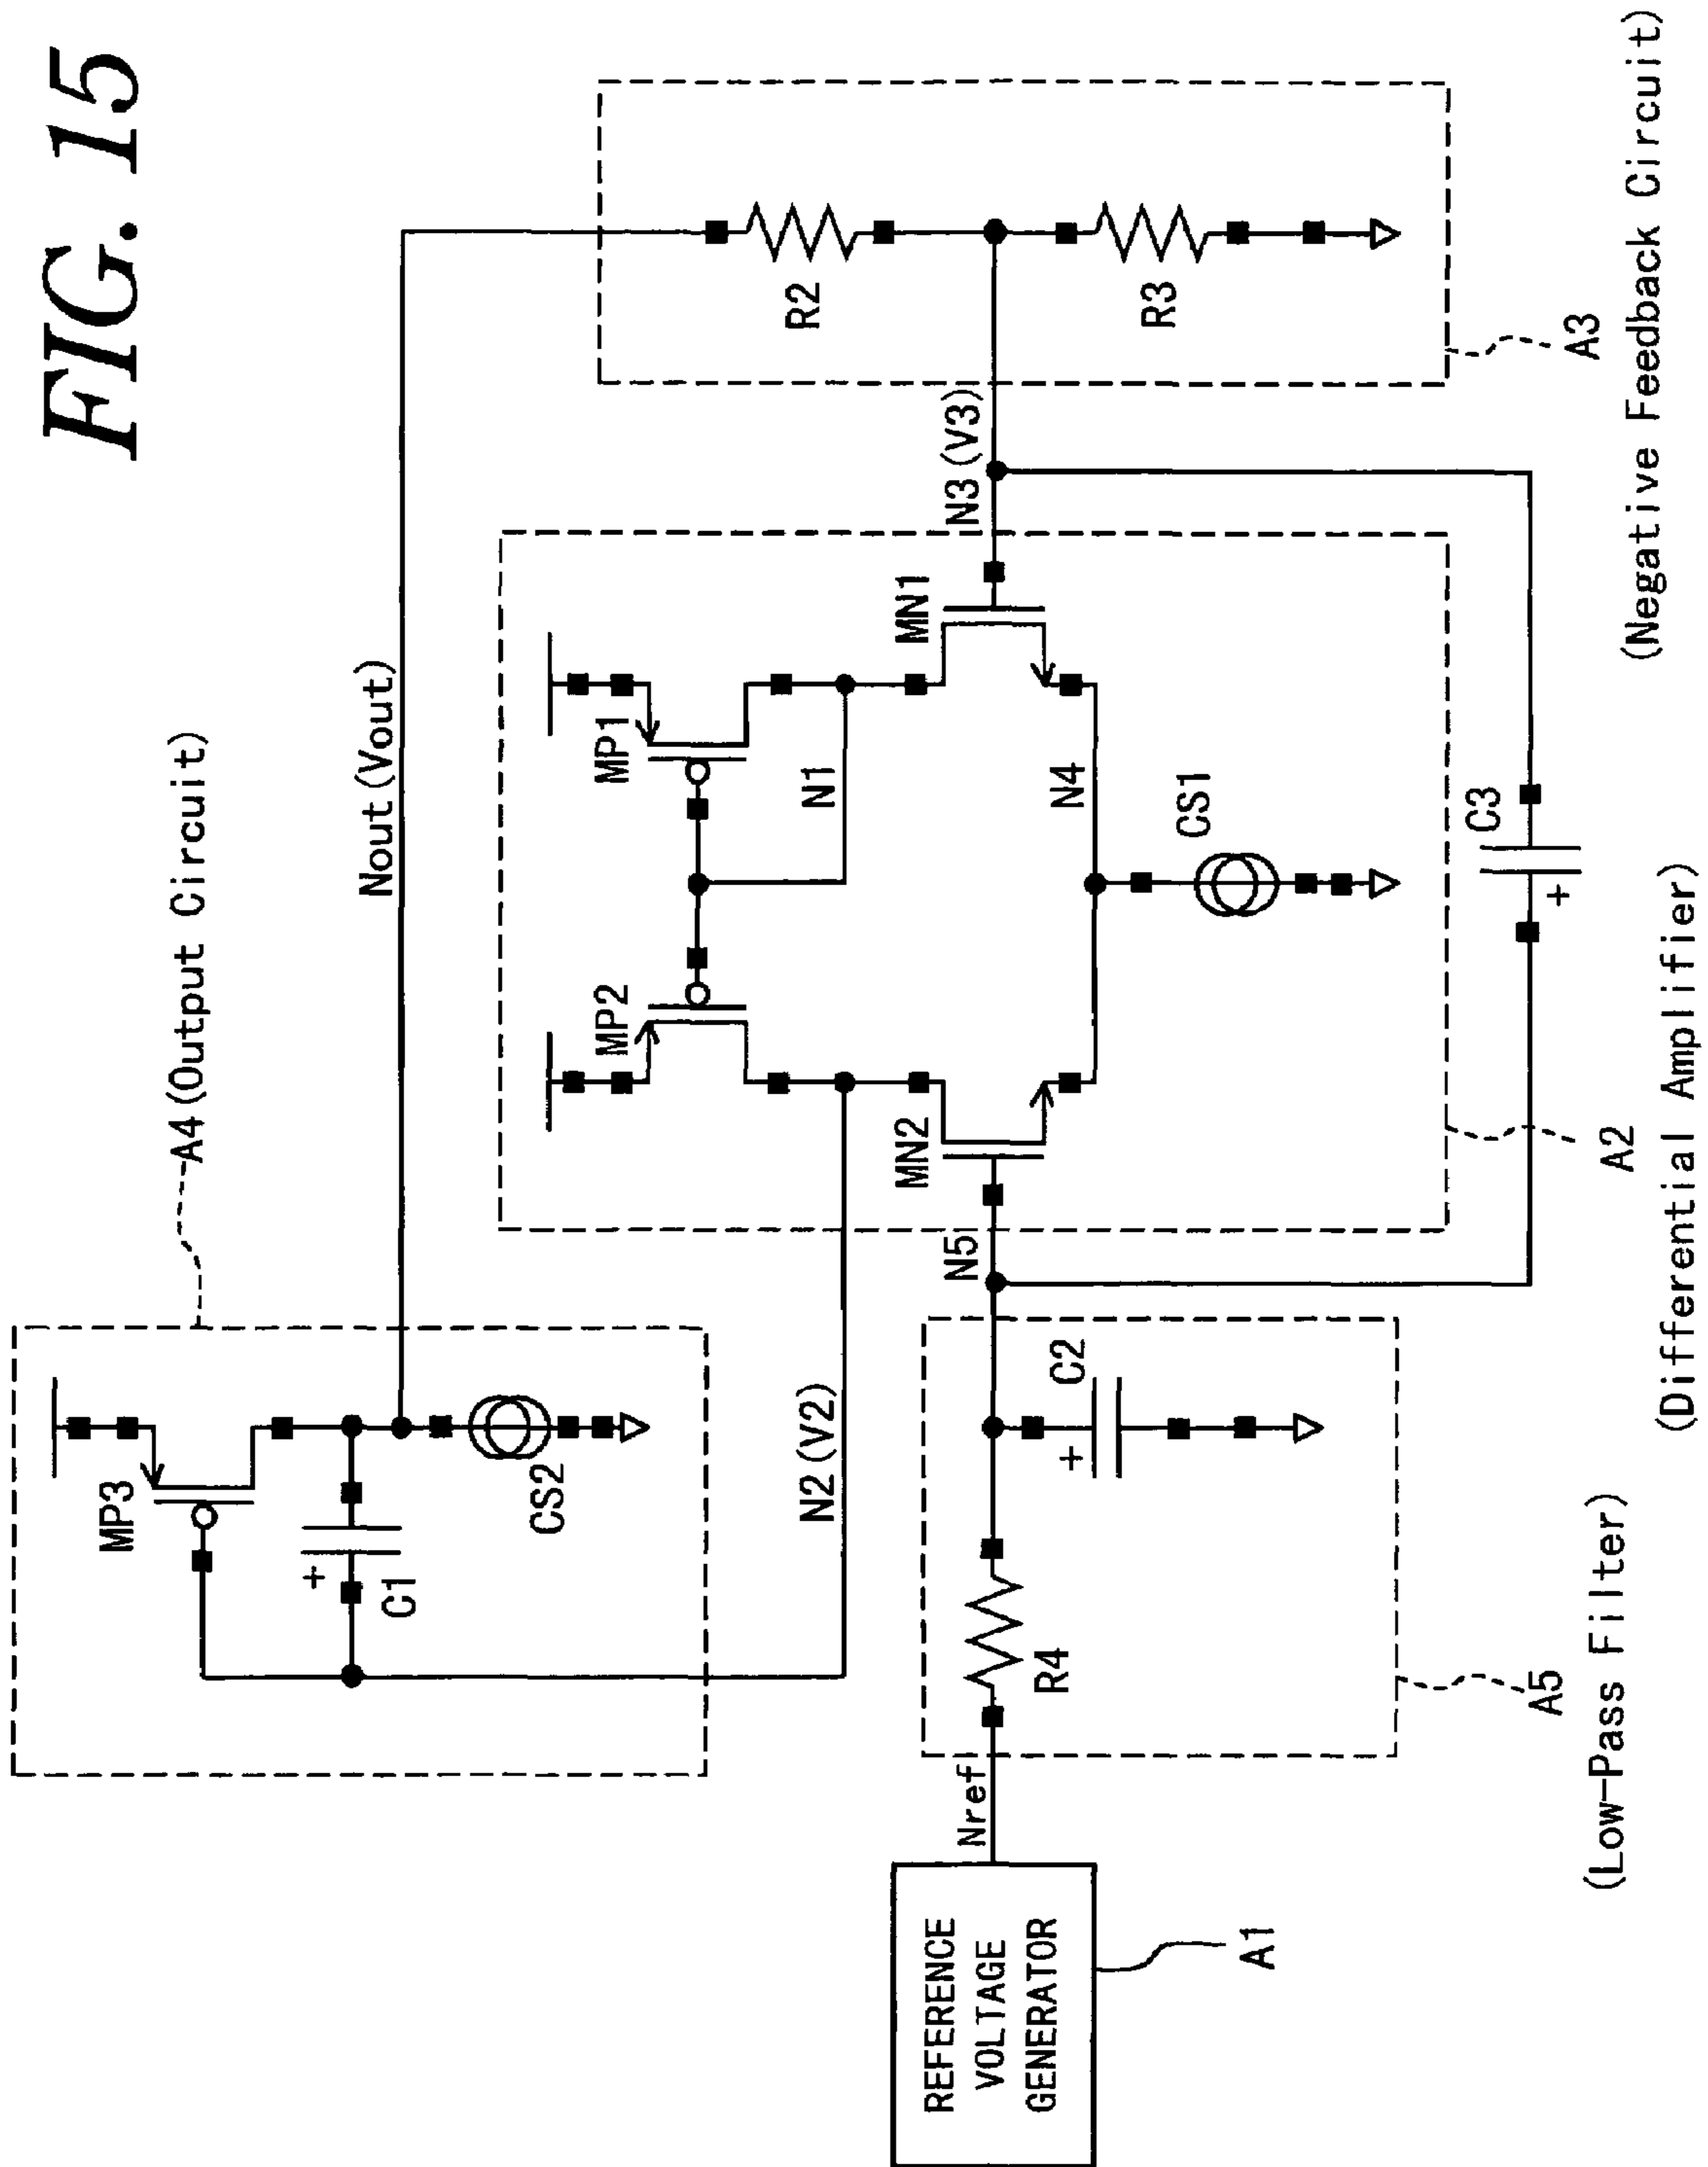 FIG. 15
A4 (Output Circuit)
MP3
C1
CS2
Nout (Vout)
N2 (V2)
MP2
MP1
N1
MN2
MN1
N4
CS1
N5
N3 (V3)
R2
R3
A3
(Negative Feedback Circuit)
C3
+
+
+
A2
(Differential Amplifier)
C2
R4
A5
(Low-Pass Filter)
Nref
REFERENCE
VOLTAGE
GENERATOR
A1